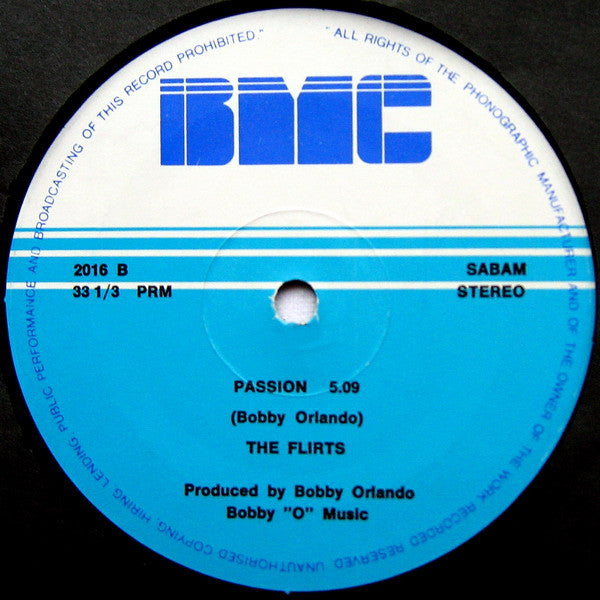 "ALL RIGHTS OF THE PHONOGRAPHIC MANUFACTURER AND OF THE OWNER OF THE WORK RECORDED RESERVED UNAUTHORISED COPYING HIRING, LENDING, PUBLIC PERFORMANCE AND BROADCASTING OF THIS RECORD PROHIBITED"
BMC
2016 B SABAM
33 1/3 PRM STEREO
PASSION 5.09
(Bobby Orlando)
THE FLIRTS
Produced by Bobby Orlando
Bobby "O" Music